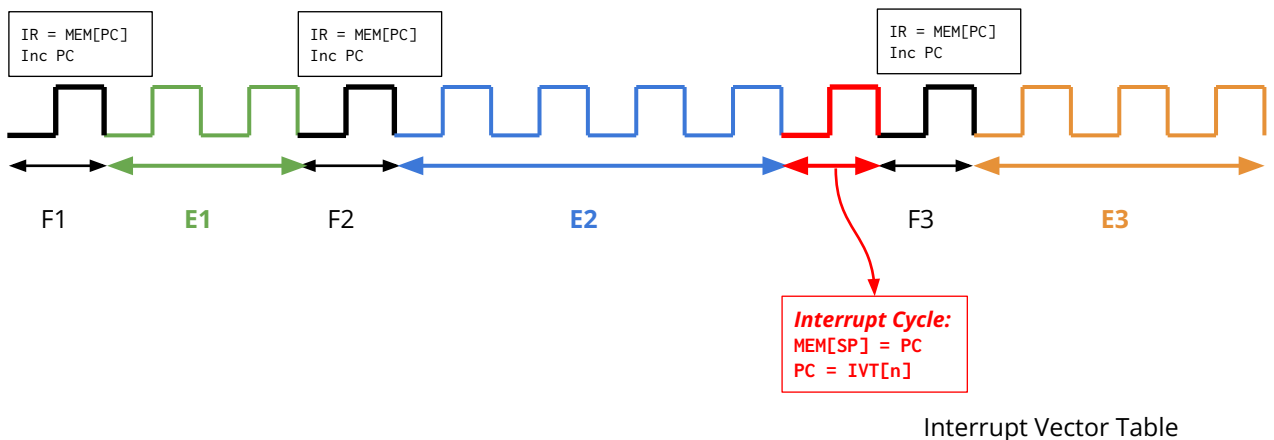 IR = MEM[PC]
Inc PC
IR = MEM[PC]
Inc PC
IR = MEM[PC]
Inc PC
F1
E1
F2
E2
F3
E3
Interrupt Cycle:
MEM[SP] = PC
PC = IVT[n]
Interrupt Vector Table